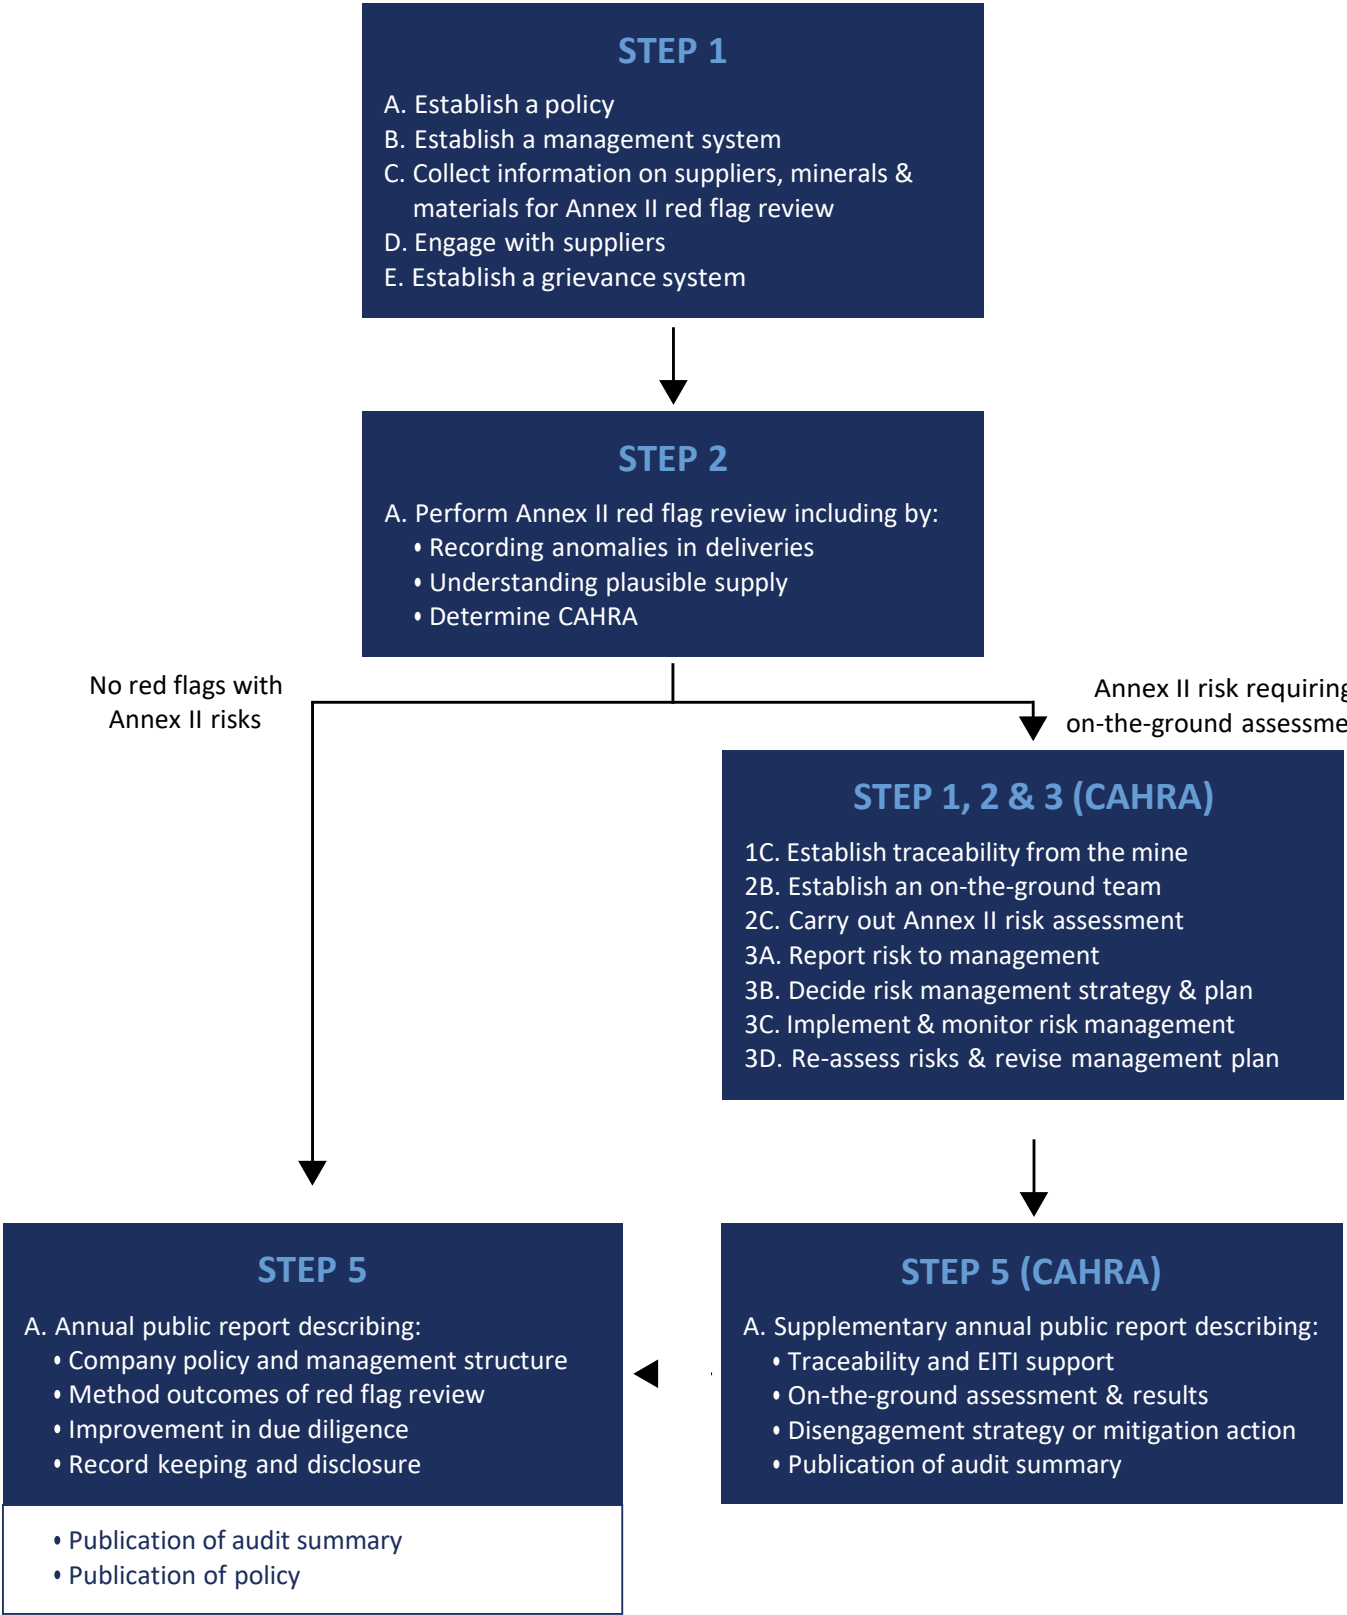 STEP 1
A. Establish a policy
B. Establish a management system
C. Collect information on suppliers, minerals &
materials for Annex II red flag review
D. Engage with suppliers
E. Establish a grievance system
STEP 2
A. Perform Annex II red flag review including by:
• Recording anomalies in deliveries
• Understanding plausible supply
• Determine CAHRA
No red flags with
Annex II risks
Annex II risk requiring
on-the-ground assessme
STEP 1, 2 & 3 (CAHRA)
1C. Establish traceability from the mine
2B. Establish an on-the-ground team
2C. Carry out Annex II risk assessment
3A. Report risk to management
3B. Decide risk management strategy & plan
3C. Implement & monitor risk management
3D. Re-assess risks & revise management plan
STEP 5
A. Annual public report describing:
• Company policy and management structure
• Method outcomes of red flag review
• Improvement in due diligence
• Record keeping and disclosure
• Publication of audit summary
• Publication of policy
STEP 5 (CAHRA)
A. Supplementary annual public report describing:
• Traceability and EITI support
• On-the-ground assessment & results
• Disengagement strategy or mitigation action
• Publication of audit summary